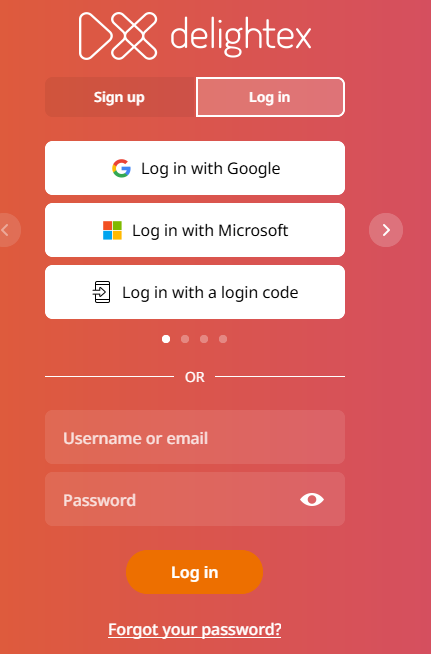 delightex
Sign up
Log in
Log in with Google
Log in with Microsoft
Log in with a login code
OR
Username or email
Password
Log in
Forgot your password?